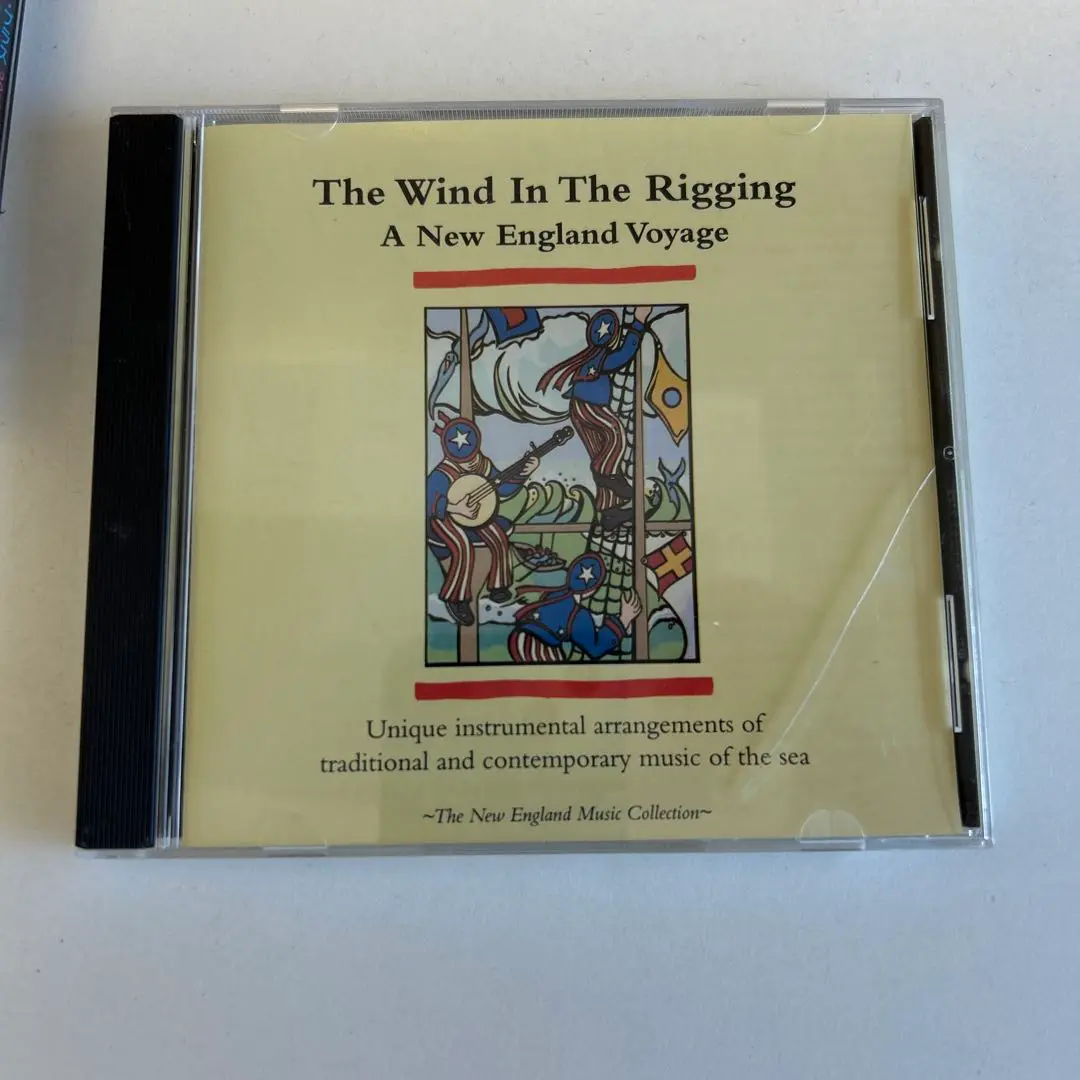 The Wind In The Rigging
A New England Voyage
Unique instrumental arrangements of
traditional and contemporary music of the sea
~The New England Music Collection~